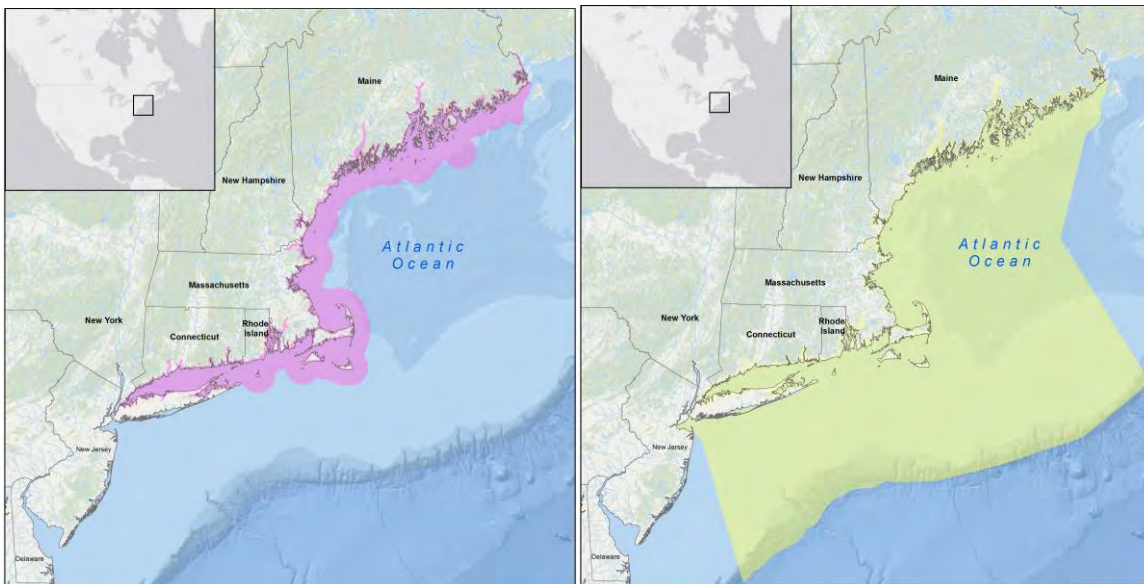 Maine
New Hampshire
Atlantic
Ocean
Massachusetts
New York
Connecticut
Rhode
Island
New Jersey
Delaware
Maine
New Hampshire
Atlantic
Ocean
Massachusetts
New York
Connecticut
Rhode
Island
New Jersey
Delaware